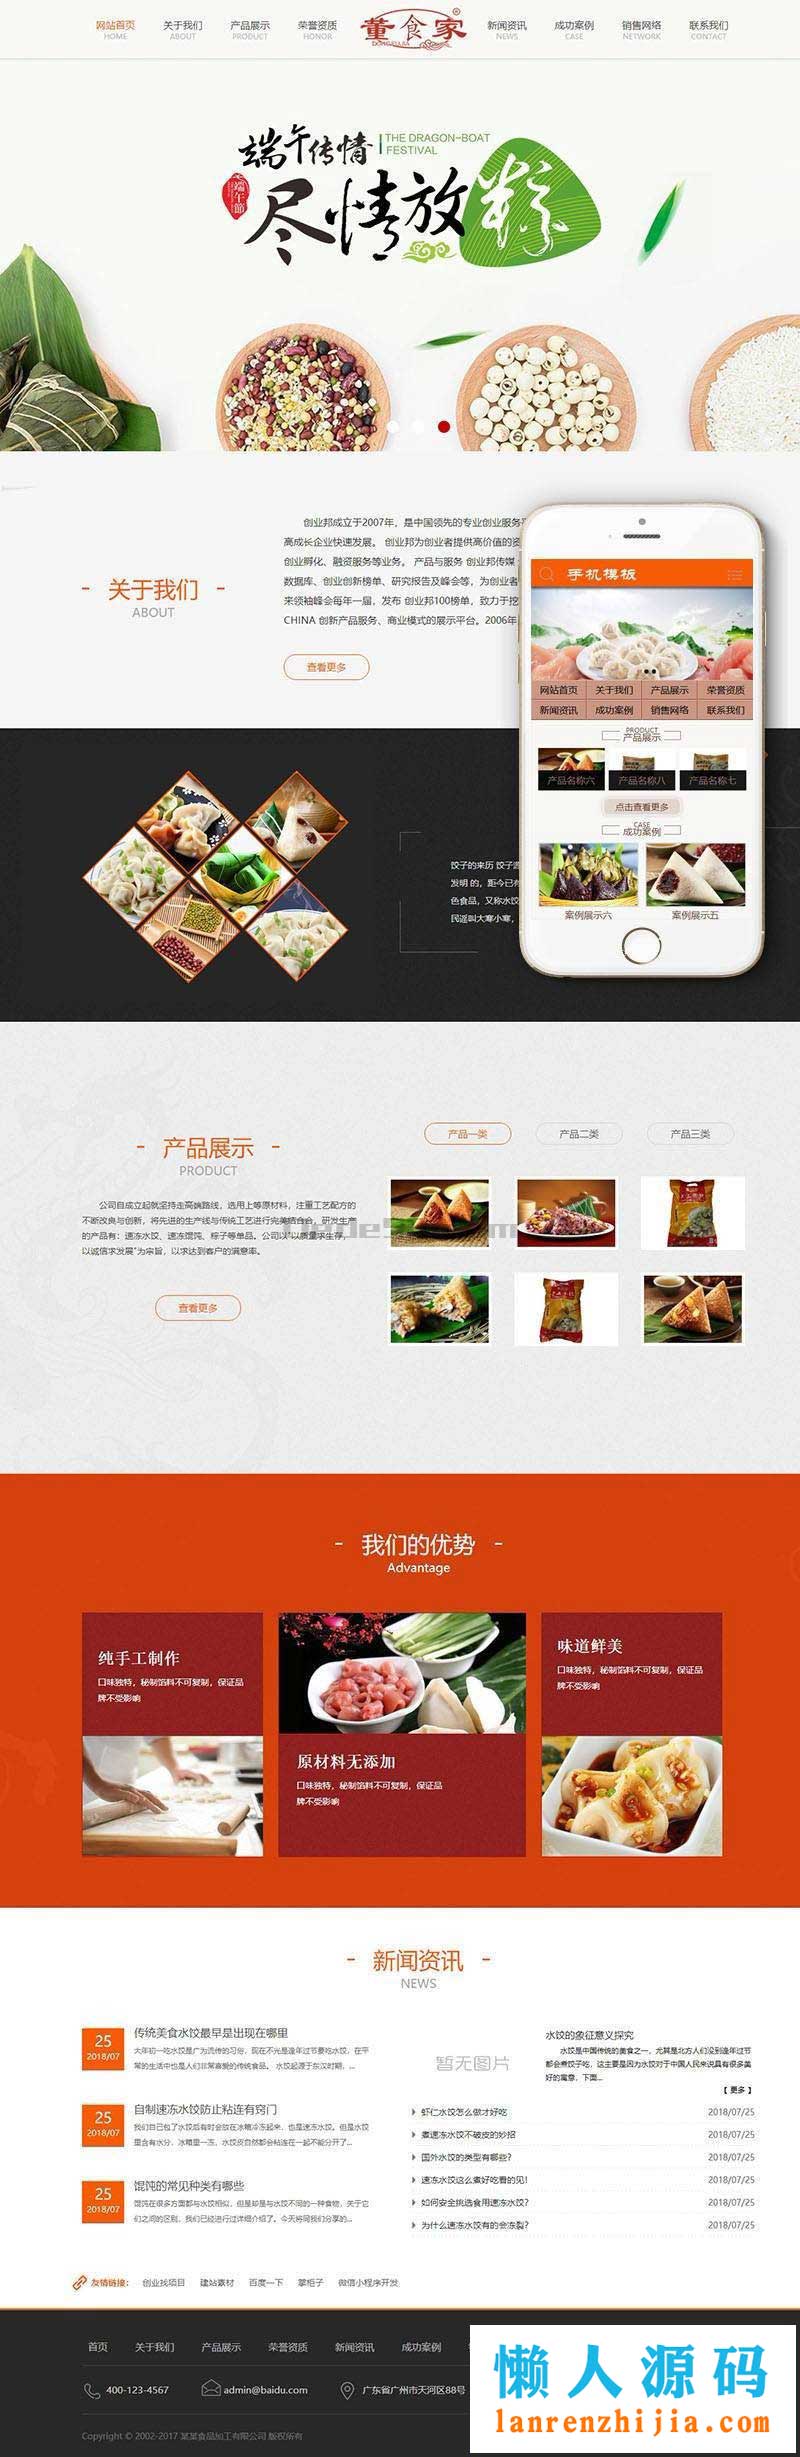 网站首页 关于我们 产品展示 荣誉资质 董食家 ® 新闻资讯 成功案例 销售网络 联系我们
HOME ABOUT PRODUCT HONOR DONGSHIJIA NEWS CASE NETWORK CONTACT
端午传情 THE DRAGON-BOAT
FESTIVAL
端午節
尽情放粽
创业邦成立于2007年，是中国领先的专业创业服务
高成长企业快速发展。 创业邦为创业者提供高价值的资
创业孵化、融资服务等业务。 产品与服务 创业邦传媒
数据库、创业创新榜单、研究报告及峰会等，为创业者
- 关于我们 -
ABOUT
来领袖峰会每年一届，发布 创业邦100榜单，致力于挖
CHINA 创新产品服务、商业模式的展示平台。2006年
查看更多
手机模板
网站首页 关于我们 产品展示 荣誉资质
新闻资讯 成功案例 销售网络 联系我们
PRODUCT
产品展示
产品名称六 产品名称八 产品名称七
点击查看更多
CASE
成功案例
案例展示六 案例展示五
饺子的来历 饺子
发明 的，距今已有
色食品，又称水饺
民谣叫大寒小寒，
- 产品展示 -
PRODUCT
产品一类 产品二类 产品三类
公司自成立起就坚持走高端路线，选用上等原材料，注重工艺配方的
不断改良与创新，将先进的生产线与传统工艺进行完美结合合，研发生产
的产品有：速冻水饺、速冻馄饨、粽子等单品。公司以“以质量求生存，
以诚信求发展”为宗旨，以求达到客户的满意率。
查看更多
- 我们的优势 -
Advantage
纯手工制作
口味独特，秘制馅料不可复制，保证品
牌不受影响
原材料无添加
口味独特，秘制馅料不可复制，保证品
牌不受影响
味道鲜美
口味独特，秘制馅料不可复制，保证品
牌不受影响
- 新闻资讯 -
NEWS
25
2018/07
传统美食水饺最早是出现在哪里
大年初一吃水饺是广为流传的习俗，现在不光是逢年过节要吃水饺，在平
常的生活中也是人们非常喜爱的传统食品。 水饺起源于东汉时期，...
25
2018/07
自制速冻水饺防止粘连有窍门
我们自已包了水饺后有时会放在冰箱冷冻起来，也是速冻水饺。但是水饺
里含有水分，冰箱里一冻，水饺皮自然都会粘连在一起不能分开了...
25
2018/07
馄饨的常见种类有哪些
馄饨在很多方面都与水饺相似，但是却是与水饺不同的一种食物，关于它
们之间的区别，我们已经进行过详细介绍了。今天将同我们分享的...
暂无图片
水饺的象征意义探究
水饺是中国传统的美食之一，尤其是北方人们没到逢年过节
都会煮饺子吃，这主要是因为水饺对于中国人民来说具有很多美
好的寓意，下面...
【 更多 】
虾仁水饺怎么做才好吃 2018/07/25
煮速冻水饺不破皮的妙招 2018/07/25
国外水饺的类型有哪些? 2018/07/25
速冻水饺这么煮好吃看的见! 2018/07/25
如何安全挑选食用速冻水饺? 2018/07/25
为什么速冻水饺有的会冻裂? 2018/07/25
友情链接： 创业找项目 建站素材 百度一下 掌柜子 微信小程序开发
首页 关于我们 产品展示 荣誉资质 新闻资讯 成功案例
400-123-4567 admin@baidu.com 广东省广州市天河区88号
Copyright © 2002-2017 某某食品加工有限公司 版权所有
懒人源码
lanrenzhijia.com